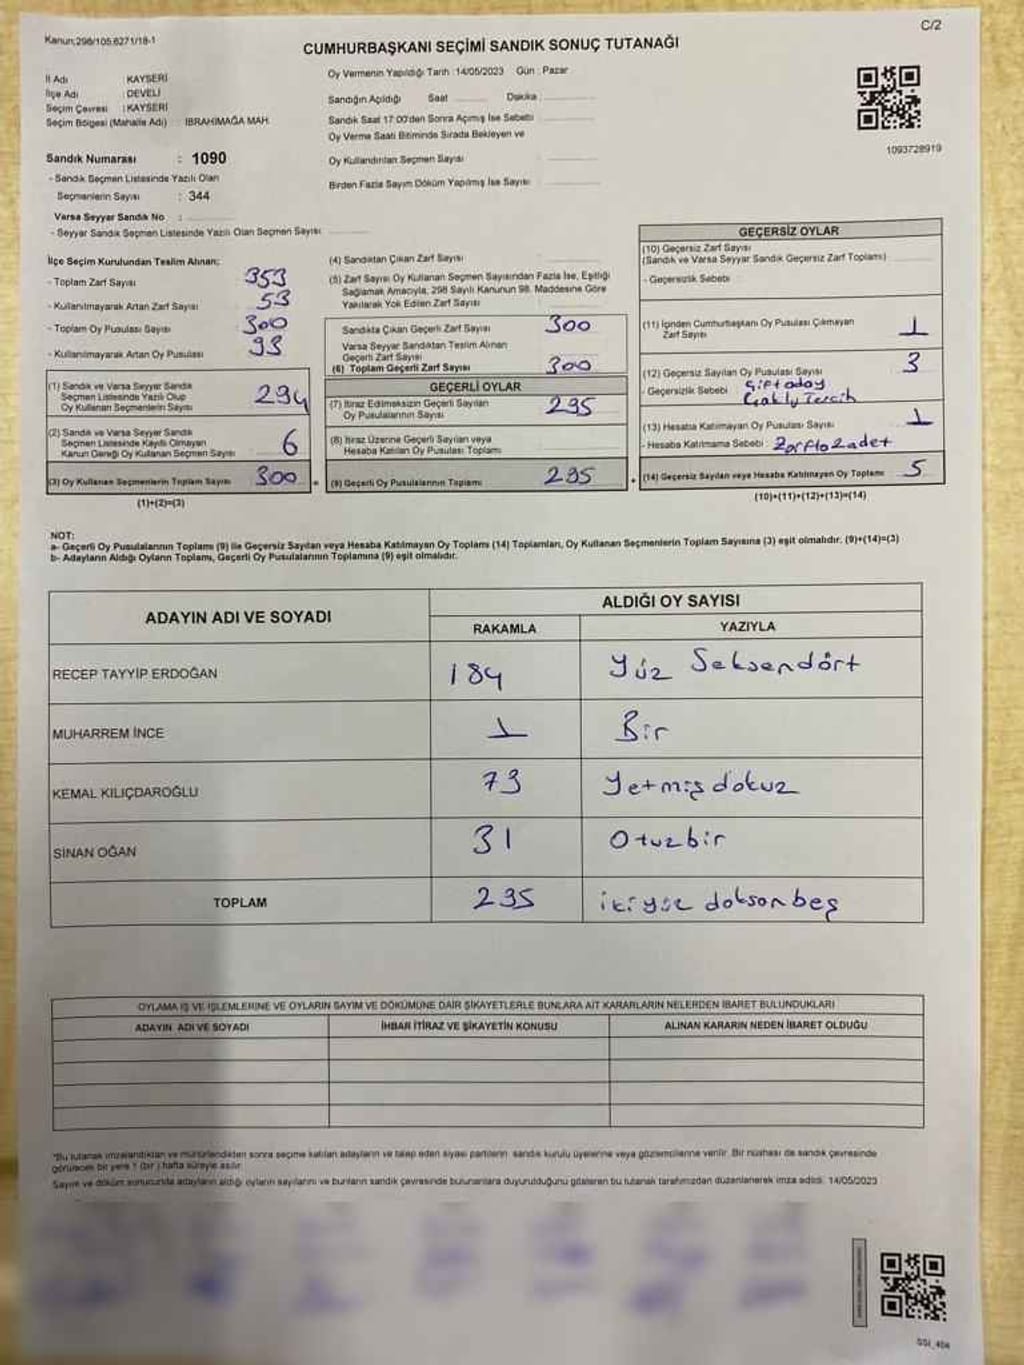 C/2
Kanun:298/105,6271/18-1
CUMHURBAŞKANI SEÇİMİ SANDIK SONUÇ TUTANAĞI
İl Adı KAYSERİ
İlçe Adı : DEVELİ
Seçim Çevresi : KAYSERİ
Seçim Bölgesi (Mahalle Adı) : İBRAHİMAĞA MAH.
Sandık Numarası : 1090
- Sandık Seçmen Listesinde Yazılı Olan
Seçmenlerin Sayısı : 344
Varsa Seyyar Sandık No :
- Seyyar Sandık Seçmen Listesinde Yazılı Olan Seçmen Sayısı
Oy Vermenin Yapıldığı Tarih :14/05/2023 Gün : Pazar
Sandığın Açıldığı Saat Dakika :
Sandık Saat 17:00'den Sonra Açımış İse Sebebi :
Oy Verme Saati Bitiminde Sırada Bekleyen ve
Oy Kullandırılan Seçmen Sayısı :
Birden Fazla Sayım Döküm Yapılmış İse Sayısı :
1093728919
İlçe Seçim Kurulundan Teslim Alınan;
- Toplam Zarf Sayısı 353
- Kullanılmayarak Artan Zarf Sayısı 53
- Toplam Oy Pusulası Sayısı 300
- Kullanılmayarak Artan Oy Pusulası 93
(1) Sandık ve Varsa Seyyar Sandık
Seçmen Listesinde Yazılı Olup
Oy Kullanan Seçmenlerin Sayısı 294
(2) Sandık ve Varsa Seyyar Sandık
Seçmen Listesinde Kayıtlı Olmayan
Kanun Gereği Oy Kullanan Seçmen Sayısı 6
(3) Oy Kullanan Seçmenlerin Toplam Sayısı 300
(1)+(2)=(3)
(4) Sandıktan Çıkan Zarf Sayısı
(5) Zarf Sayısı Oy Kullanan Seçmen Sayısından Fazla İse, Eşitliği
Sağlamak Amacıyla, 298 Sayılı Kanunun 98. Maddesine Göre
Yakılarak Yok Edilen Zarf Sayısı
Sandıkta Çıkan Geçerli Zarf Sayısı 300
Varsa Seyyar Sandıktan Teslim Alınan
Geçerli Zarf Sayısı
(6) Toplam Geçerli Zarf Sayısı 300
GEÇERLİ OYLAR
(7) İtiraz Edilmeksizin Geçerli Sayılan
Oy Pusulalarının Sayısı 295
(8) İtiraz Üzerine Geçerli Sayılan veya
Hesaba Katılan Oy Pusulası Toplamı
(9) Geçerli Oy Pusulalarının Toplamı 295
GEÇERSİZ OYLAR
(10) Geçersiz Zarf Sayısı
(Sandık ve Varsa Seyyar Sandık Geçersiz Zarf Toplamı)
- Geçersizlik Sebebi :
(11) İçinden Cumhurbaşkanı Oy Pusulası Çıkmayan
Zarf Sayısı 1
(12) Geçersiz Sayılan Oy Pusulası Sayısı 3
- Geçersizlik Sebebi : Çift aday
Tercih
(13) Hesaba Katılmayan Oy Pusulası Sayısı 1
- Hesaba Katılmama Sebebi : Zarfta 2 adet
(14) Geçersiz Sayılan veya Hesaba Katılmayan Oy Toplamı 5
(10)+(11)+(12)+(13)=(14)
NOT:
a- Geçerli Oy Pusulalarının Toplamı (9) ile Geçersiz Sayılan veya Hesaba Katılmayan Oy Toplamı (14) Toplamları, Oy Kullanan Seçmenlerin Toplam Sayısına (3) eşit olmalıdır. (9)+(14)=(3)
b- Adayların Aldığı Oyların Toplamı, Geçerli Oy Pusulalarının Toplamına (9) eşit olmalıdır.
ADAYIN ADI VE SOYADI ALDIĞI OY SAYISI
RAKAMLA YAZIYLA
RECEP TAYYİP ERDOĞAN 184 Yüz Seksendört
MUHARREM İNCE 1 Bir
KEMAL KILIÇDAROĞLU 79 Yetmiş dokuz
SİNAN OĞAN 31 Otuzbir
TOPLAM 295 ikiyüz doksan beş
OYLAMA İŞ VE İŞLEMLERİNE VE OYLARIN SAYIM VE DÖKÜMÜNE DAİR ŞİKAYETLERLE BUNLARA AİT KARARLARIN NELERDEN İBARET BULUNDUKLARI
ADAYIN ADI VE SOYADI İHBAR İTİRAZ VE ŞİKAYETİN KONUSU ALINAN KARARIN NEDEN İBARET OLDUĞU
*Bu tutanak imzalandıktan ve mühürlendikten sonra seçime katılan adayların ve talep eden siyasi partilerin sandık kurulu üyelerine veya gözlemcilerine verilir. Bir nüshası da sandık çevresinde
görülecek bir yere 1 (bir) hafta süreyle asılır.
Sayım ve döküm sonucunda adayların aldığı oyların sayılarını ve bunların sandık çevresinde bulunanlara duyurulduğunu gösteren bu tutanak tarafımızdan düzenlenerek imza edildi. 14/05/2023